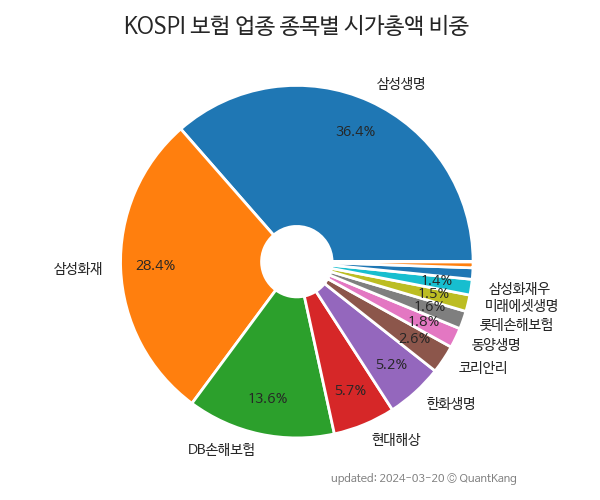 KOSPI 보험 업종 종목별 시가총액 비중
삼성생명
36.4%
삼성화재
28.4%
DB손해보험
13.6%
현대해상
5.7%
한화생명
5.2%
코리안리
2.6%
동양생명
1.8%
롯데손해보험
1.6%
미래에셋생명
1.5%
삼성화재우
1.4%
updated: 2024-03-20 © QuantKang